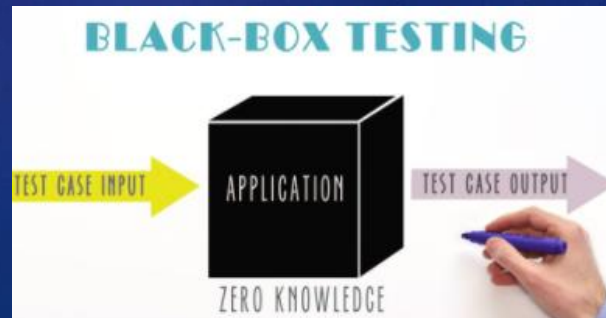 BLACK-BOX TESTING
TEST CASE INPUT
APPLICATION
TEST CASE OUTPUT
ZERO KNOWLEDGE